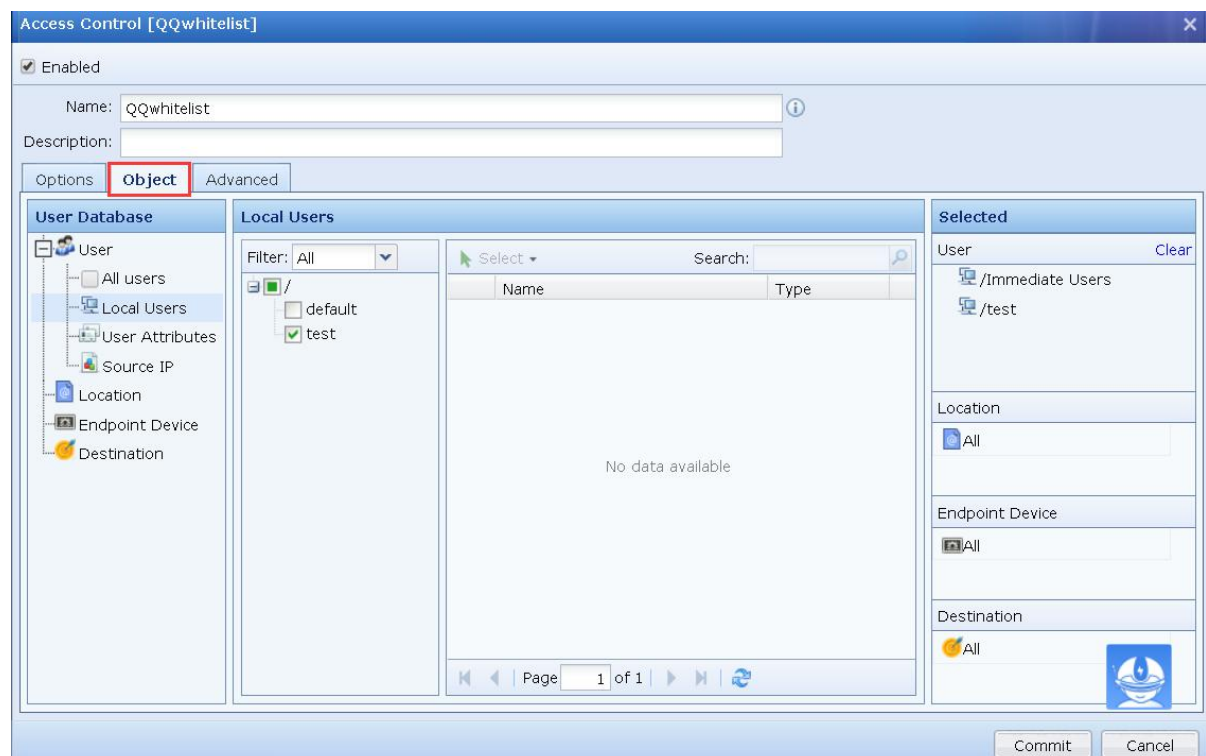 Access Control [QQwhitelist]
Enabled
Name: QQwhitelist
Description:
Options Object Advanced
User Database
User
All users
Local Users
User Attributes
Source IP
Location
Endpoint Device
Destination
Local Users
Filter: All
/
default
test
Select Search:
Name Type
No data available
Page 1 of 1
Selected
User Clear
/Immediate Users
/test
Location
All
Endpoint Device
All
Destination
All
Commit Cancel